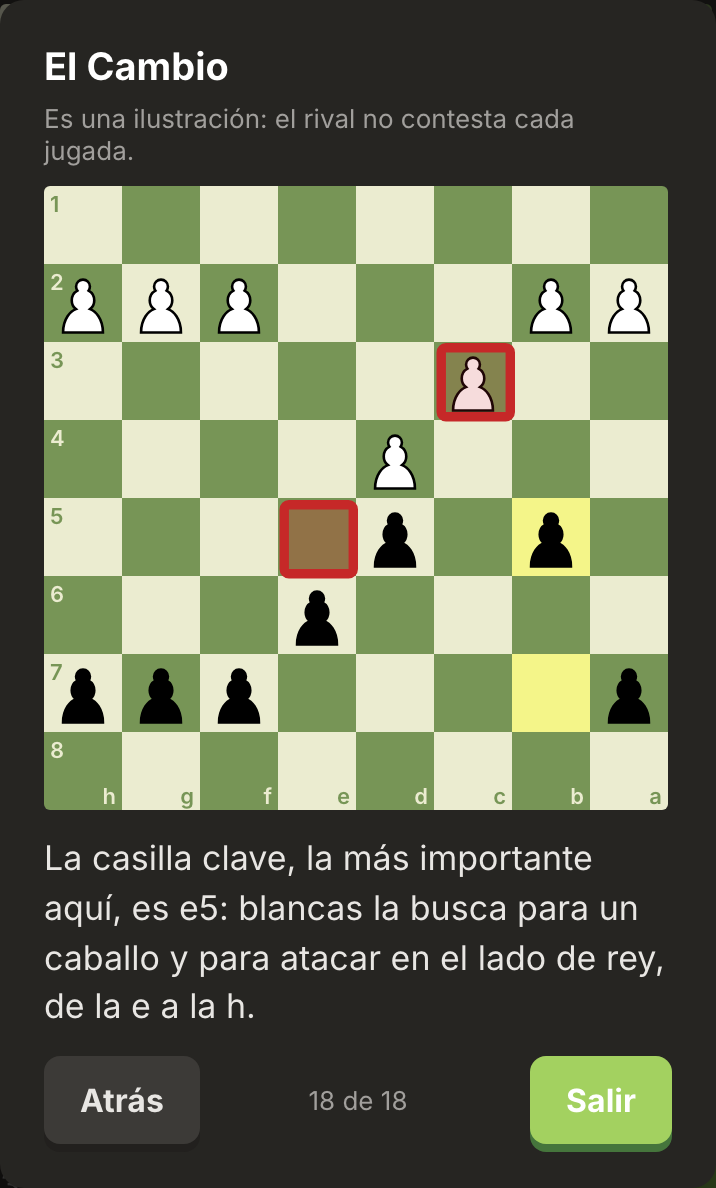 El Cambio
Es una ilustración: el rival no contesta cada
jugada.
1
2
3
4
5
6
7
8
h g f e d c b a
La casilla clave, la más importante
aquí, es e5: blancas la busca para un
caballo y para atacar en el lado de rey,
de la e a la h.
Atrás 18 de 18 Salir